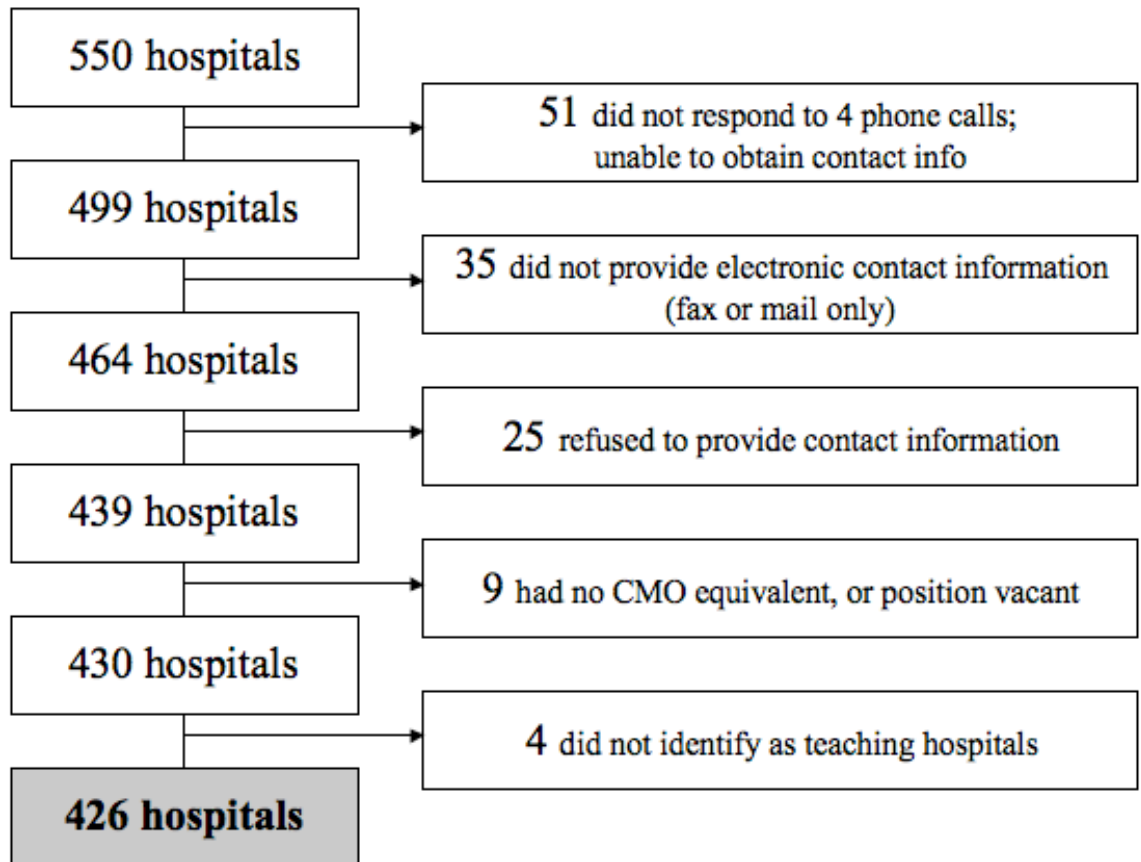 550 hospitals
51 did not respond to 4 phone calls;
unable to obtain contact info
499 hospitals
35 did not provide electronic contact information
(fax or mail only)
464 hospitals
25 refused to provide contact information
439 hospitals
9 had no CMO equivalent, or position vacant
430 hospitals
4 did not identify as teaching hospitals
426 hospitals